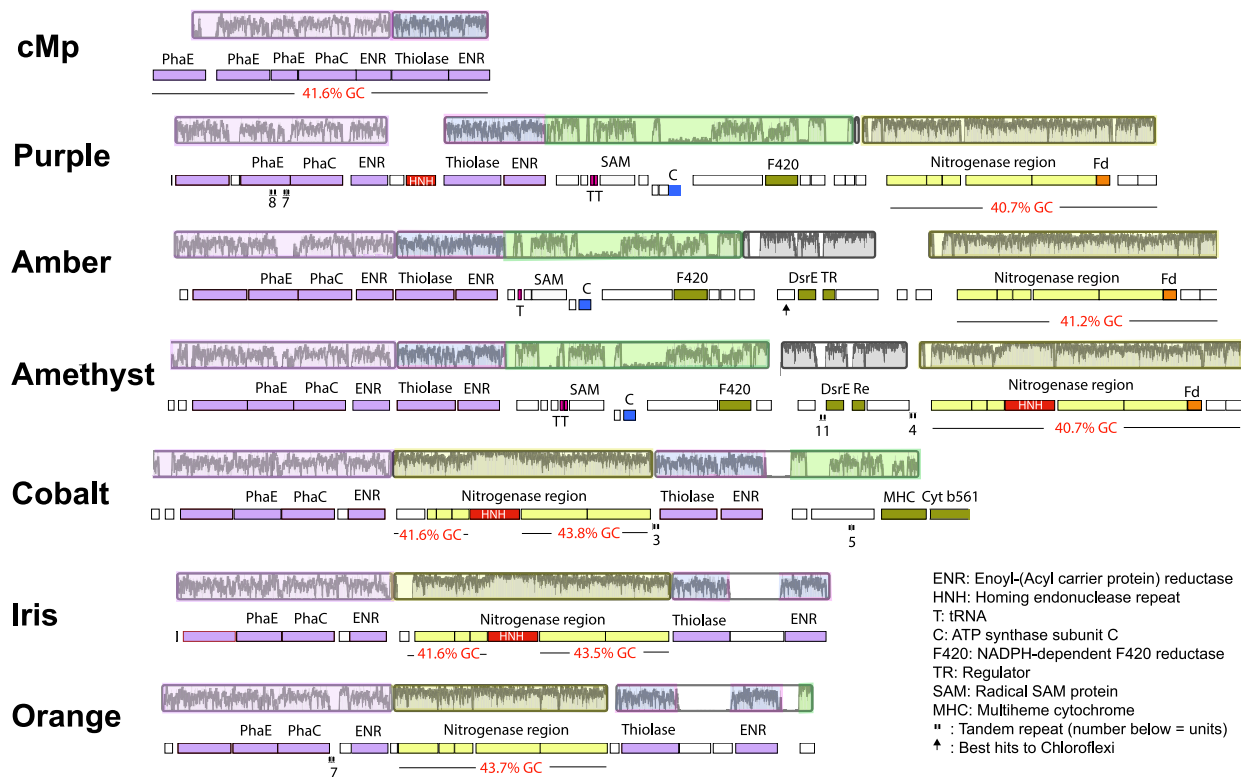 cMp
PhaE PhaE PhaE PhaC ENR Thiolase ENR
41.6% GC
Purple
PhaE PhaC ENR HNH Thiolase ENR SAM C F420 Nitrogenase region Fd
8 7 TT
40.7% GC
Amber
PhaE PhaC ENR Thiolase ENR SAM C F420 DsrE TR Nitrogenase region Fd
T
41.2% GC
Amethyst
PhaE PhaC ENR Thiolase ENR SAM C F420 DsrE Re Nitrogenase region HNH Fd
TT 11 4
40.7% GC
Cobalt
PhaE PhaC ENR Nitrogenase region HNH Thiolase ENR MHC Cyt b561
41.6% GC 43.8% GC 3 5
Iris
PhaE PhaC ENR Nitrogenase region HNH Thiolase ENR
41.6% GC 43.5% GC
Orange
PhaE PhaC ENR Nitrogenase region Thiolase ENR
7
43.7% GC
ENR: Enoyl-(Acyl carrier protein) reductase
HNH: Homing endonuclease repeat
T: tRNA
C: ATP synthase subunit C
F420: NADPH-dependent F420 reductase
TR: Regulator
SAM: Radical SAM protein
MHC: Multiheme cytochrome
: Tandem repeat (number below = units)
: Best hits to Chloroflexi